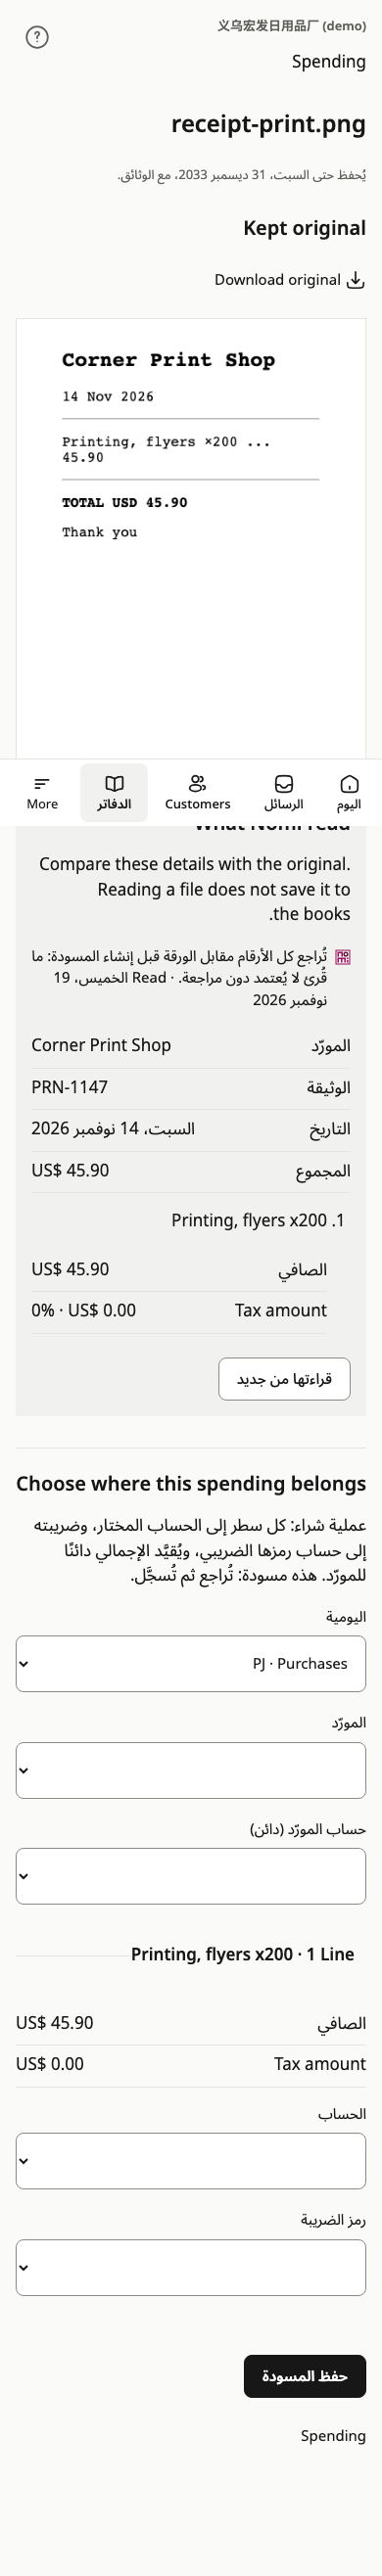 义乌宏发日用品厂 (demo)
Spending
receipt-print.png
يُحفظ حتى السبت، 31 ديسمبر 2033، مع الوثائق.
Kept original
Download original
Corner Print Shop
14 Nov 2026
Printing, flyers ×200 ...
45.90
TOTAL USD 45.90
Thank you
اليوم
الرسائل
Customers
الدفاتر
More
What Nomi read
Compare these details with the original.
Reading a file does not save it to
the books.
تُراجع كل الأرقام مقابل الورقة قبل إنشاء المسودة: ما
قُرئ لا يُعتمد دون مراجعة. · Read الخميس، 19
نوفمبر 2026
المورّد Corner Print Shop
الوثيقة PRN-1147
التاريخ السبت، 14 نوفمبر 2026
المجموع US$ 45.90
1. Printing, flyers x200
الصافي US$ 45.90
Tax amount 0% · US$ 0.00
قراءتها من جديد
Choose where this spending belongs
عملية شراء: كل سطر إلى الحساب المختار، وضريبته
إلى حساب رمزها الضريبي، ويُقيَّد الإجمالي دائنًا
للمورّد. هذه مسودة: تُراجع ثم تُسجَّل.
اليومية
PJ · Purchases
المورّد
حساب المورّد (دائن)
Printing, flyers x200 · 1 Line
الصافي US$ 45.90
Tax amount US$ 0.00
الحساب
رمز الضريبة
حفظ المسودة
Spending